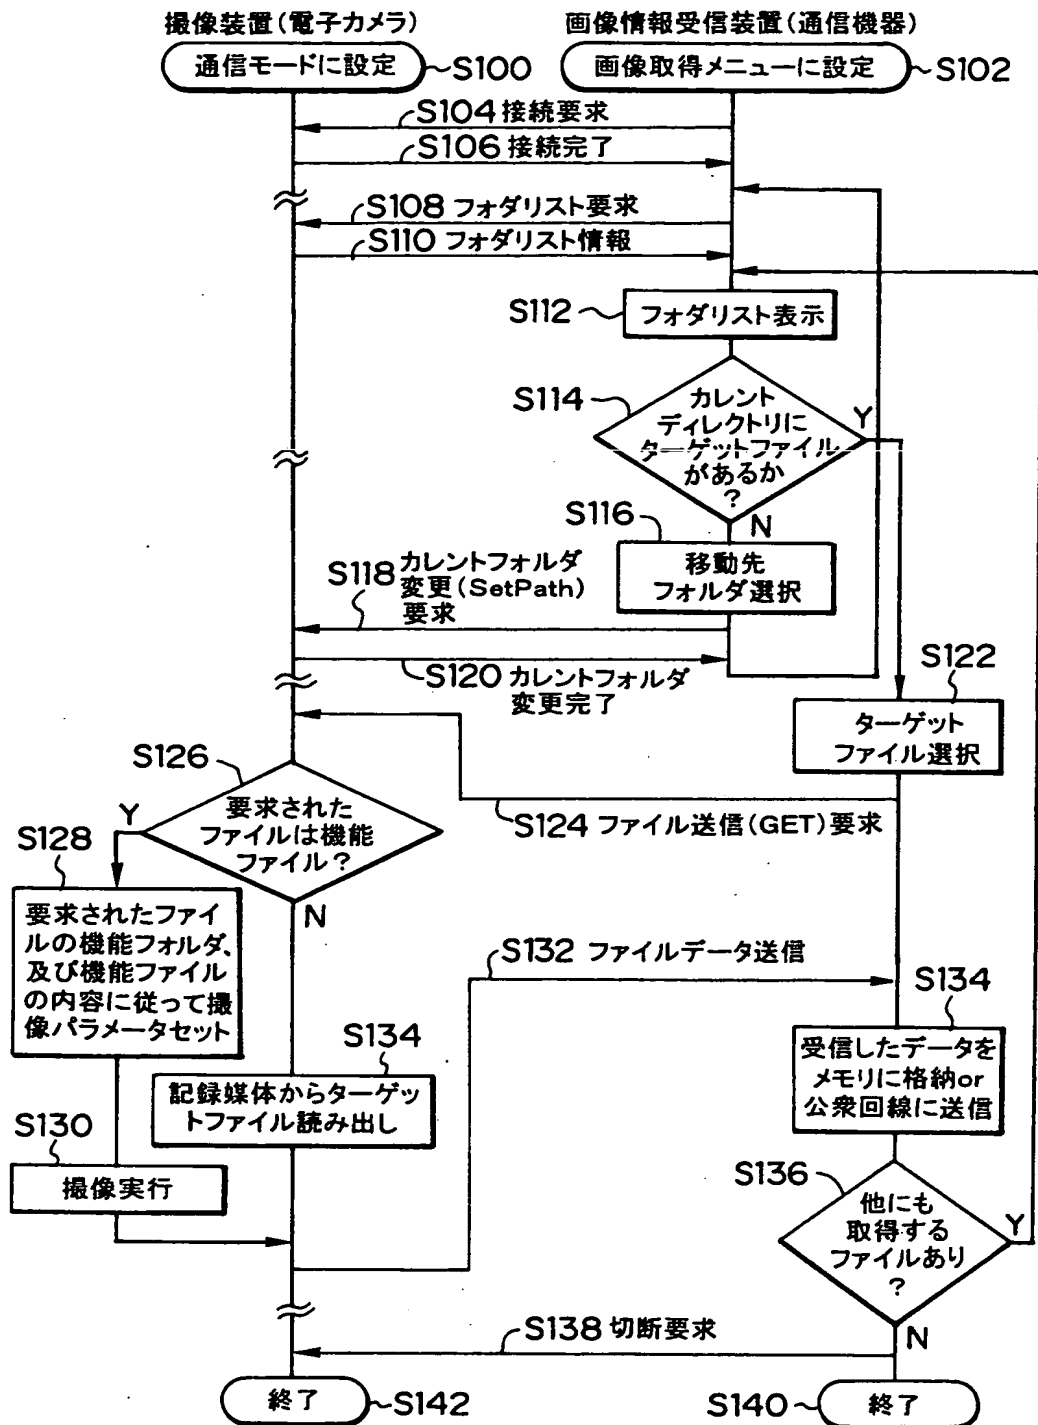 撮像装置(電子カメラ)
画像情報受信装置(通信機器)
通信モードに設定
S100
画像取得メニューに設定
S102
S104 接続要求
S106 接続完了
S108 フォダリスト要求
S110 フォダリスト情報
S112
フォダリスト表示
S114
カレント
ディレクトリに
ターゲットファイル
があるか
?
Y
N
S116
移動先
フォルダ選択
S118 カレントフォルダ
変更(SetPath)
要求
S120 カレントフォルダ
変更完了
S122
ターゲット
ファイル選択
S124 ファイル送信(GET)要求
S126
要求された
ファイルは機能
ファイル?
Y
N
S128
要求されたファイ
ルの機能フォルダ、
及び機能ファイル
の内容に従って撮
像パラメータセット
S130
撮像実行
S132 ファイルデータ送信
S134
記録媒体からターゲッ
トファイル読み出し
S134
受信したデータを
メモリに格納or
公衆回線に送信
S136
他にも
取得する
ファイルあり
?
Y
N
S138 切断要求
終了
S142
S140
終了